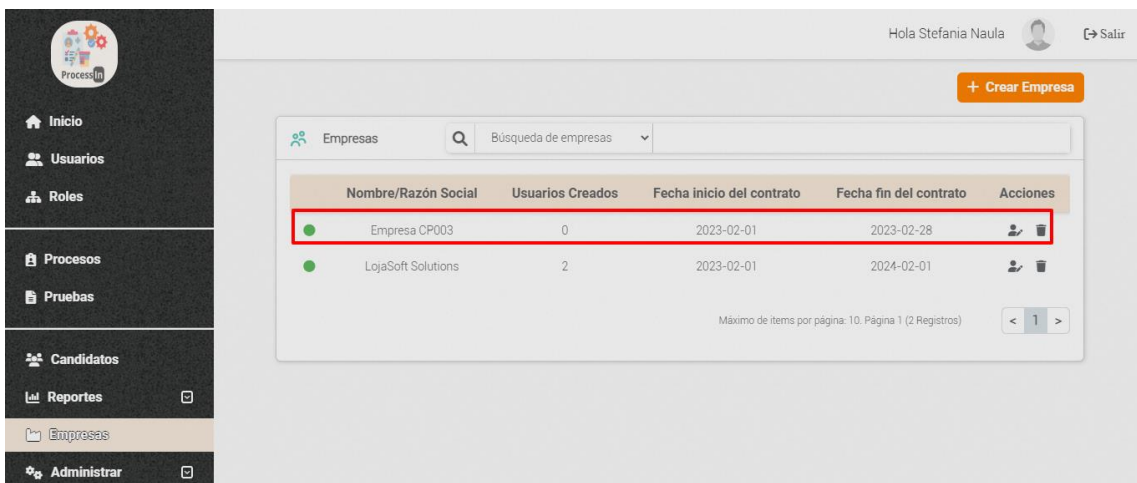 ProcessIn
Hola Stefania Naula
Salir
+ Crear Empresa
Inicio
Usuarios
Roles
Procesos
Pruebas
Candidatos
Reportes
Empresas
Administrar
Empresas
Búsqueda de empresas
Nombre/Razón Social Usuarios Creados Fecha inicio del contrato Fecha fin del contrato Acciones
Empresa CP003 0 2023-02-01 2023-02-28
LojaSoft Solutions 2 2023-02-01 2024-02-01
Máximo de items por página: 10. Página 1 (2 Registros) < 1 >